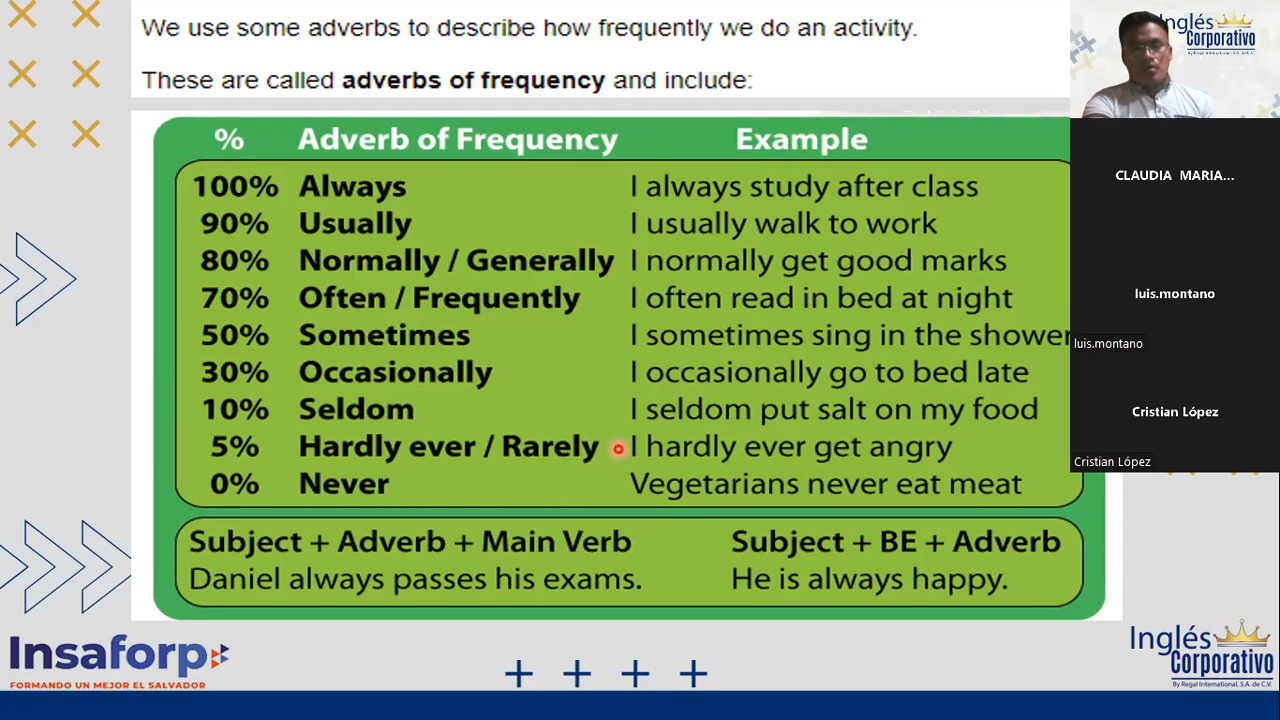 We use some adverbs to describe how frequently we do an activity.
These are called adverbs of frequency and include:
% Adverb of Frequency Example
100% Always I always study after class
90% Usually I usually walk to work
80% Normally / Generally I normally get good marks
70% Often / Frequently I often read in bed at night
50% Sometimes I sometimes sing in the shower
30% Occasionally I occasionally go to bed late
10% Seldom I seldom put salt on my food
5% Hardly ever / Rarely I hardly ever get angry
0% Never Vegetarians never eat meat
Subject + Adverb + Main Verb Subject + BE + Adverb
Daniel always passes his exams. He is always happy.
Inglés
Corporativo
By Regal International, S.A. de C.V.
CLAUDIA MARIA...
luis.montano
luis.montano
Cristian López
Cristian López
Insaforp
FORMANDO UN MEJOR EL SALVADOR
Inglés
Corporativo
By Regal International, S.A. de C.V.